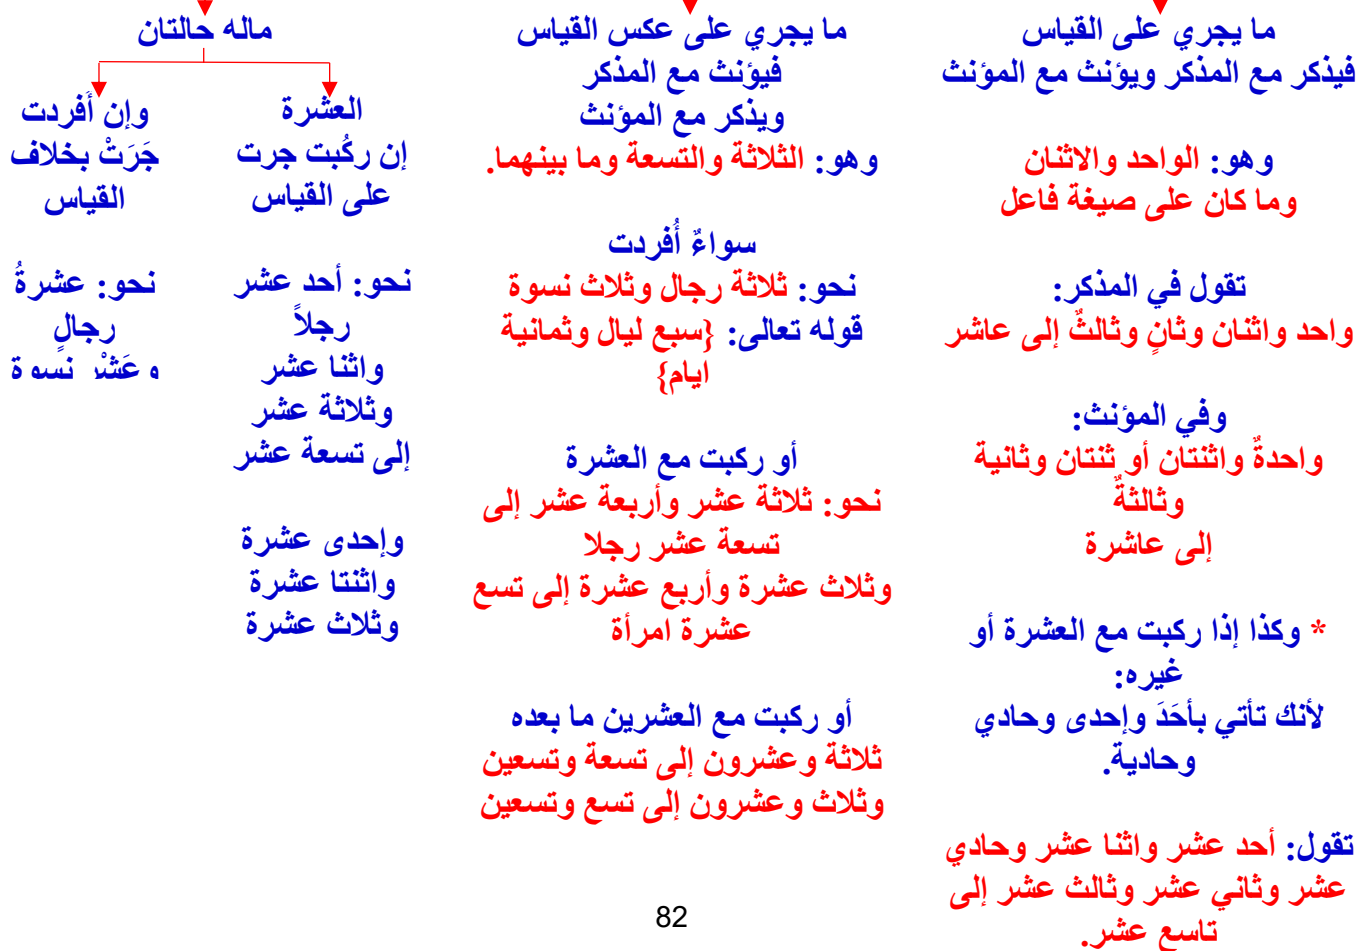 ما يجري على القياس
فيذكر مع المذكر ويؤنث مع المؤنث
وهو: الواحد والاثنان
وما كان على صيغة فاعل
تقول في المذكر:
واحد واثنان وثانٍ وثالثٌ إلى عاشر
وفي المؤنث:
واحدةٌ واثنتان أو ثنتان وثانية
وثالثةٌ
إلى عاشرة
* وكذا إذا ركبت مع العشرة أو
غيره:
لأنك تأتي بأحَدَ وإحدى وحادي
وحادية.
تقول: أحد عشر واثنا عشر وحادي
عشر وثاني عشر وثالث عشر إلى
تاسع عشر.
ما يجري على عكس القياس
فيؤنث مع المذكر
ويذكر مع المؤنث
وهو: الثلاثة والتسعة وما بينهما.
سواءٌ أُفردت
نحو: ثلاثة رجال وثلاث نسوة
قوله تعالى: {سبع ليال وثمانية
ايام}
أو ركبت مع العشرة
نحو: ثلاثة عشر وأربعة عشر إلى
تسعة عشر رجلا
وثلاث عشرة وأربع عشرة إلى تسع
عشرة امرأة
أو ركبت مع العشرين ما بعده
ثلاثة وعشرون إلى تسعة وتسعين
وثلاث وعشرون إلى تسع وتسعين
ماله حالتان
العشرة
إن ركُبت جرت
على القياس
نحو: أحد عشر
رجلاً
واثنا عشر
وثلاثة عشر
إلى تسعة عشر
وإحدى عشرة
واثنتا عشرة
وثلاث عشرة
وإن أُفردت
جَرَتْ بخلاف
القياس
نحو: عشرةُ
رجالٍ
وعَشْر نسوة
82